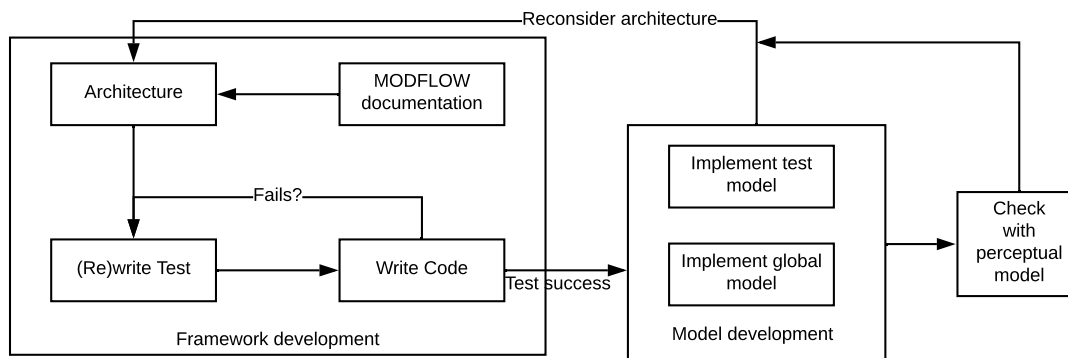 Reconsider architecture
Architecture
MODFLOW
documentation
Fails?
(Re)write Test
Write Code
Test success
Framework development
Implement test
model
Implement global
model
Model development
Check
with
perceptual
model